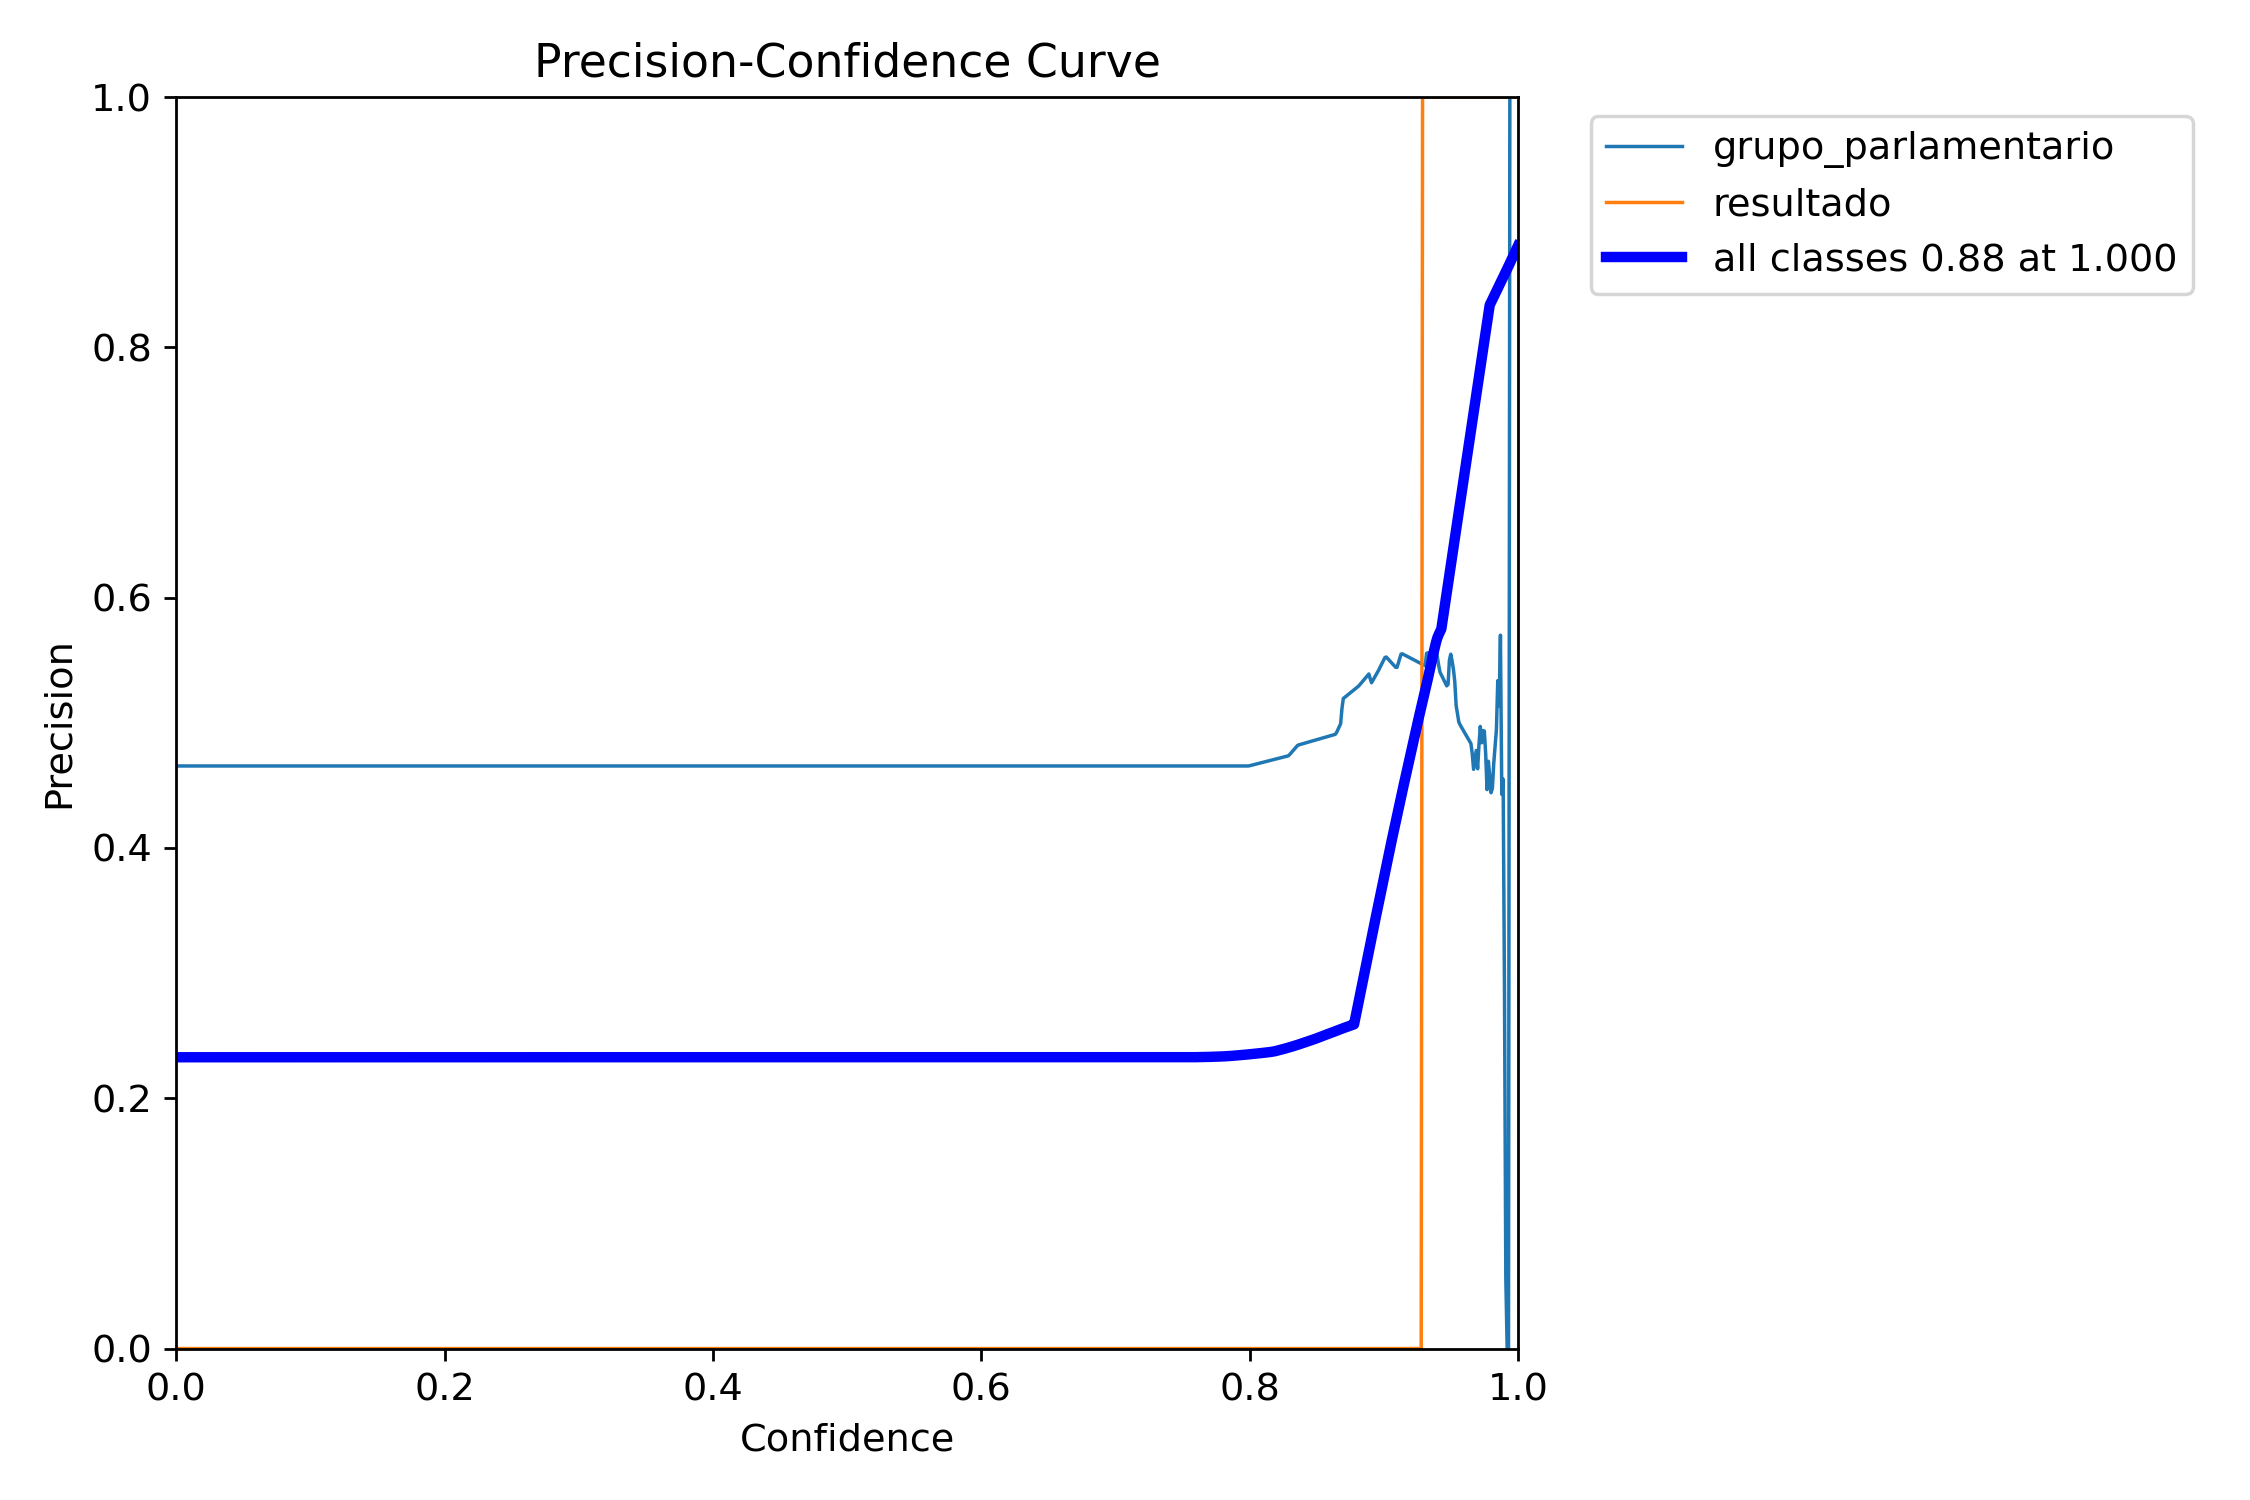 Precision-Confidence Curve
1.0
0.8
0.6
0.4
0.2
0.0
Precision
0.0 0.2 0.4 0.6 0.8 1.0
Confidence
grupo_parlamentario
resultado
all classes 0.88 at 1.000